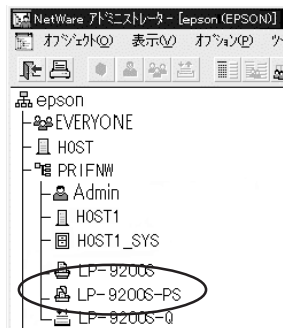 NetWare アドミニストレータ - [epson (EPSON)]
オブジェクト(O) 表示(V) オプション(P) ツ
epson
EVERYONE
HOST
PRIFNW
Admin
HOST1
HOST1_SYS
LP-9200S
LP-9200S-PS
LP-9200S-Q